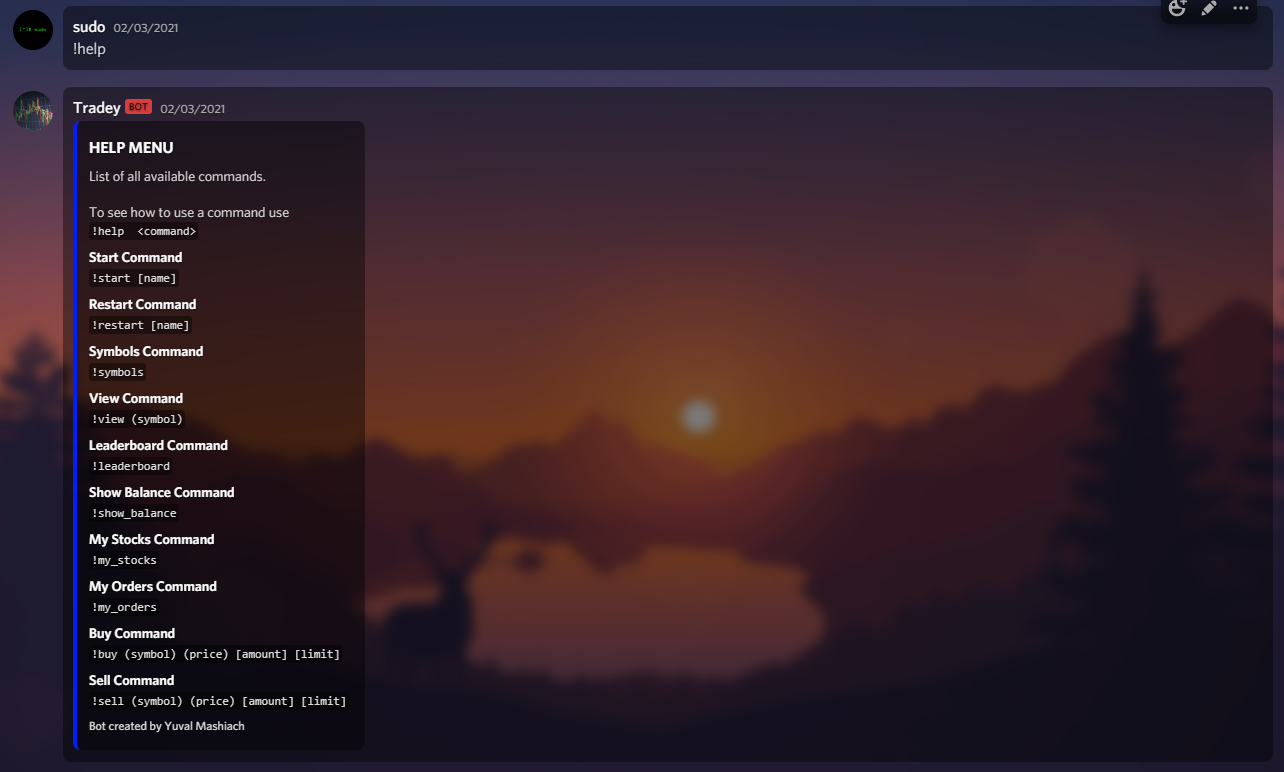 sudo 02/03/2021
!help
Tradey BOT 02/03/2021
HELP MENU
List of all available commands.
To see how to use a command use
!help  <command>
Start Command
!start [name]
Restart Command
!restart [name]
Symbols Command
!symbols
View Command
!view (symbol)
Leaderboard Command
!leaderboard
Show Balance Command
!show_balance
My Stocks Command
!my_stocks
My Orders Command
!my_orders
Buy Command
!buy (symbol) (price) [amount] [limit]
Sell Command
!sell (symbol) (price) [amount] [limit]
Bot created by Yuval Mashiach